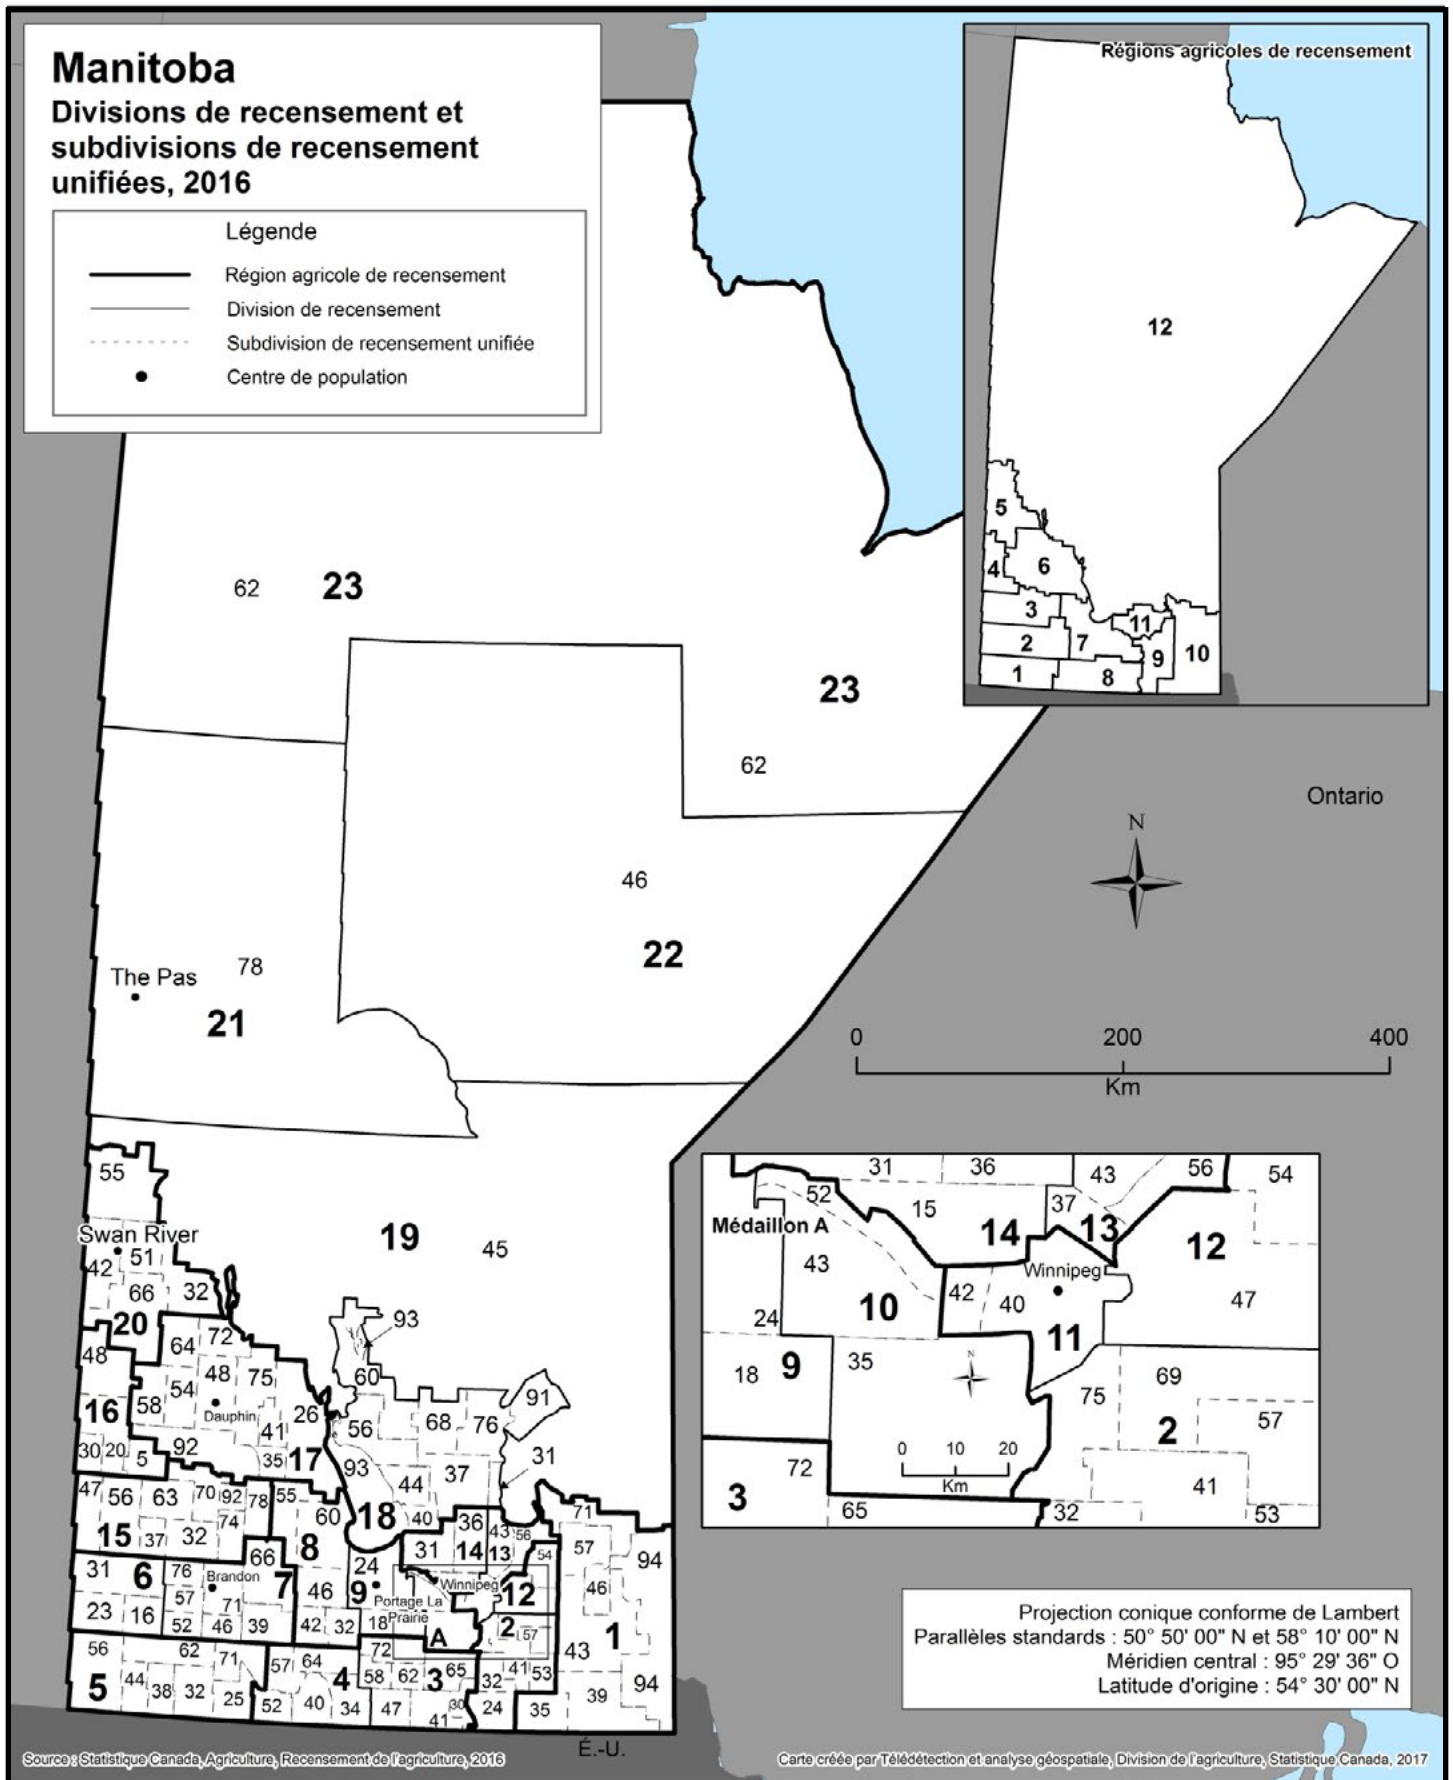 Manitoba
Divisions de recensement et
subdivisions de recensement
unifiées, 2016
Légende
Région agricole de recensement
Division de recensement
Subdivision de recensement unifiée
Centre de population
Régions agricoles de recensement
12
5
4 6
3 11
2 7 9 10
1 8
62 23
23
62
Ontario
N
46
22
78
The Pas
21
0 200 400
Km
55
Swan River
19
45
51
42
66 32
20
93
64 72
48
48 75
60
54
91
58 Dauphin
16 26
56 68 76
41
30 20 5 92 35 17
93 37 31
44
47 56 63 70 92 78 55
60 18 40 36 43 56 71
74
15 37 32
8 31 14 13 54 57
94
66
24
31 6 76 Brandon 7
46 9 Winnipeg 12 46
57 Portage La
Prairie
23 16 71
52 46 39 42 32 18 A 2 57
43 1
56 62 71 57 64 72
4 58 62 3 65 32 41 53
5 44 38 32 25 52 40 34 47 41 30 24 35 39 94
É.-U.
31 36 43 56 54
52
Médaillon A 15 37
14 13 12
43
Winnipeg
42 40 47
24 10
11
18 9 35
N
75 69
2 57
0 10 20
Km
72
3 41
65 32 53
Projection conique conforme de Lambert
Parallèles standards : 50° 50' 00" N et 58° 10' 00" N
Méridien central : 95° 29' 36" O
Latitude d'origine : 54° 30' 00" N
Source : Statistique Canada, Agriculture, Recensement de l'agriculture, 2016
Carte créée par Télédétection et analyse géospatiale, Division de l'agriculture, Statistique Canada, 2017